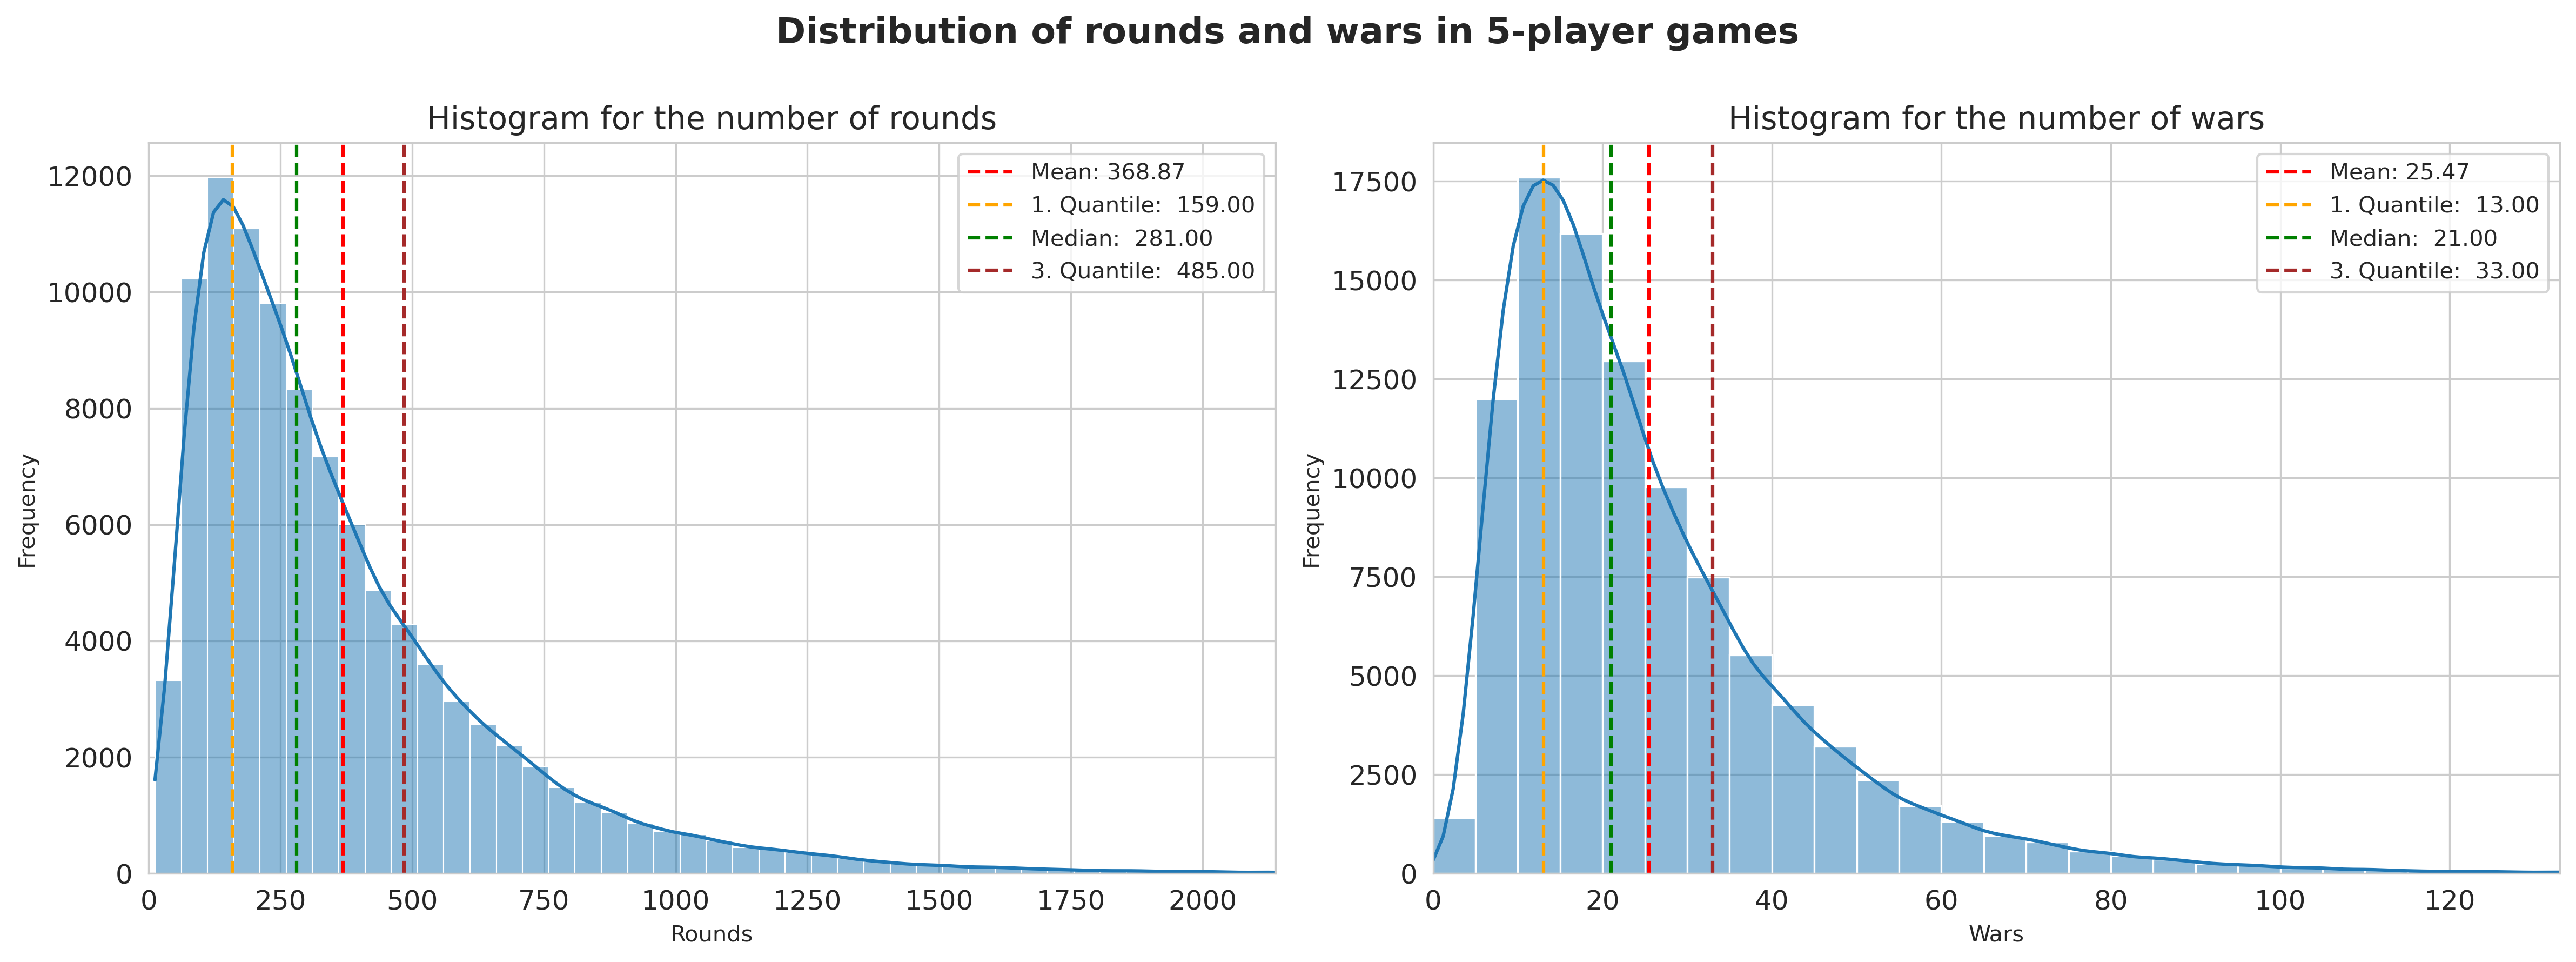 Distribution of rounds and wars in 5-player games
Histogram for the number of rounds
12000
10000
8000
6000
4000
2000
0
Frequency
Mean: 368.87
1. Quantile: 159.00
Median: 281.00
3. Quantile: 485.00
0 250 500 750 1000 1250 1500 1750 2000
Rounds
Histogram for the number of wars
17500
15000
12500
10000
7500
5000
2500
0
Frequency
Mean: 25.47
1. Quantile: 13.00
Median: 21.00
3. Quantile: 33.00
0 20 40 60 80 100 120
Wars